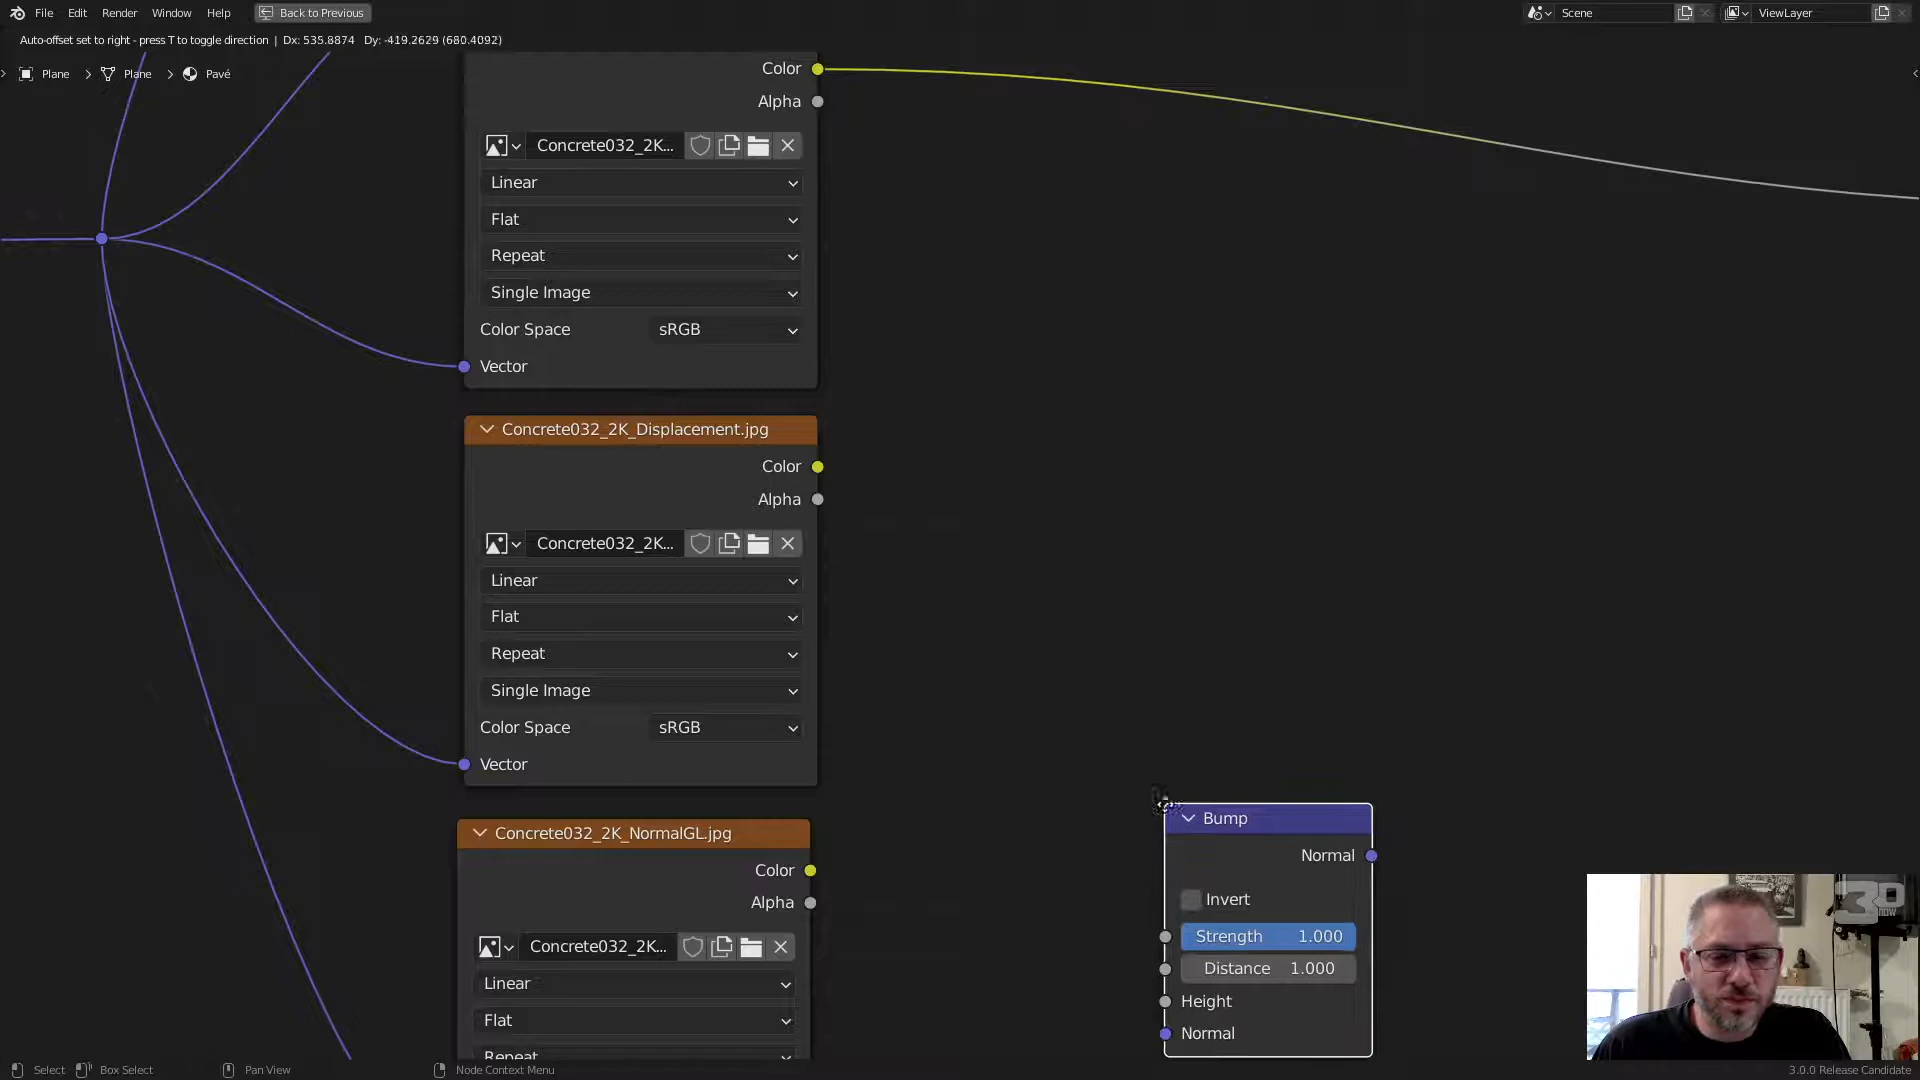 File Edit Render Window Help Back to Previous Scene ViewLayer
Auto-offset set to right - press T to toggle direction | Dx: 535.8874 Dy: -419.2629 (680.4092)
Plane Plane Pavé
Color
Alpha
Concrete032_2K...
Linear
Flat
Repeat
Single Image
Color Space sRGB
Vector
Concrete032_2K_Displacement.jpg
Color
Alpha
Concrete032_2K...
Linear
Flat
Repeat
Single Image
Color Space sRGB
Vector
Concrete032_2K_NormalGL.jpg
Color
Alpha
Concrete032_2K...
Linear
Flat
Repeat
Bump
Normal
Invert
Strength 1.000
Distance 1.000
Height
Normal
Select Box Select Pan View Node Context Menu 3.0.0 Release Candidate